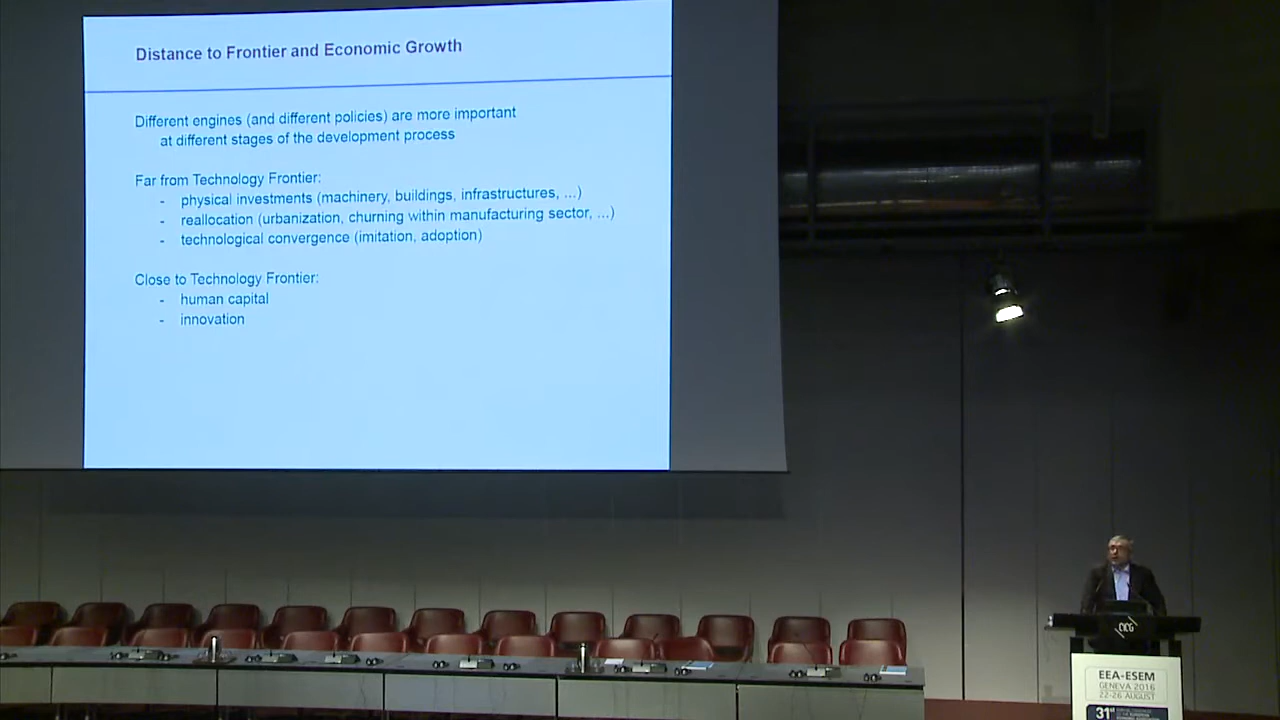 Distance to Frontier and Economic Growth
Different engines (and different policies) are more important
at different stages of the development process
Far from Technology Frontier:
- physical investments (machinery, buildings, infrastructures, ...)
- reallocation (urbanization, churning within manufacturing sector, ...)
- technological convergence (imitation, adoption)
Close to Technology Frontier:
- human capital
- innovation
CICG
EEA-ESEM
GENEVA 2016
22-26 AUGUST
31st